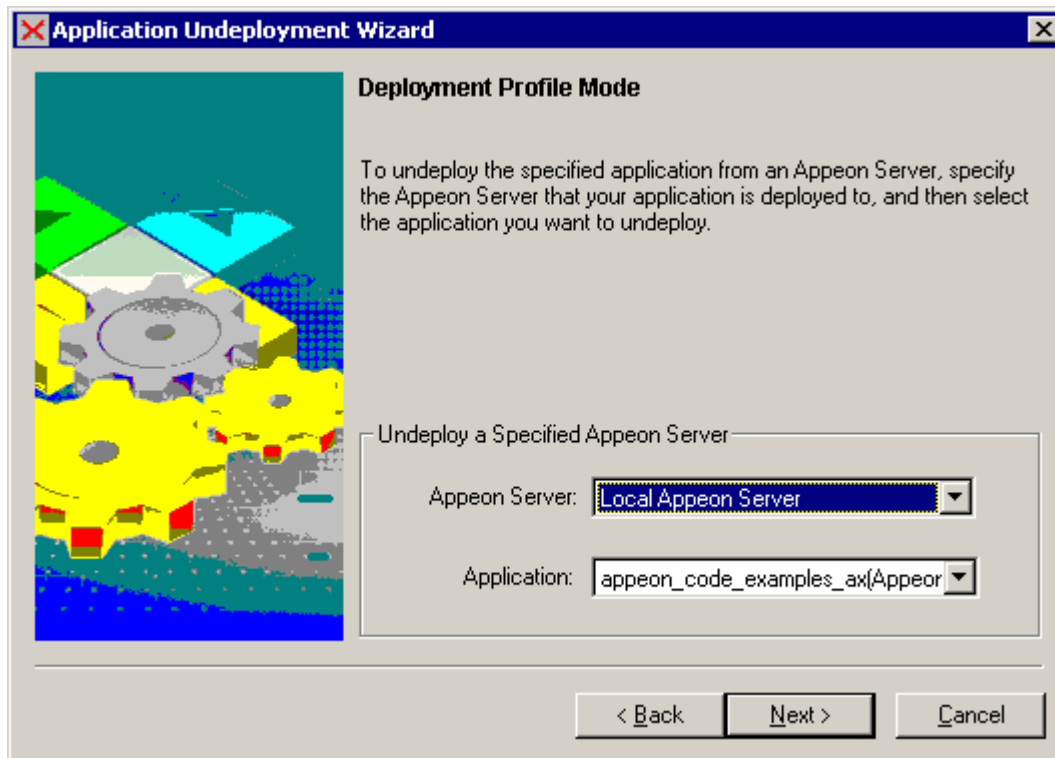 Application Undeployment Wizard
Deployment Profile Mode
To undeploy the specified application from an Appeon Server, specify
the Appeon Server that your application is deployed to, and then select
the application you want to undeploy.
Undeploy a Specified Appeon Server
Appeon Server: Local Appeon Server
Application: appeon_code_examples_ax(Appeor
< Back Next > Cancel